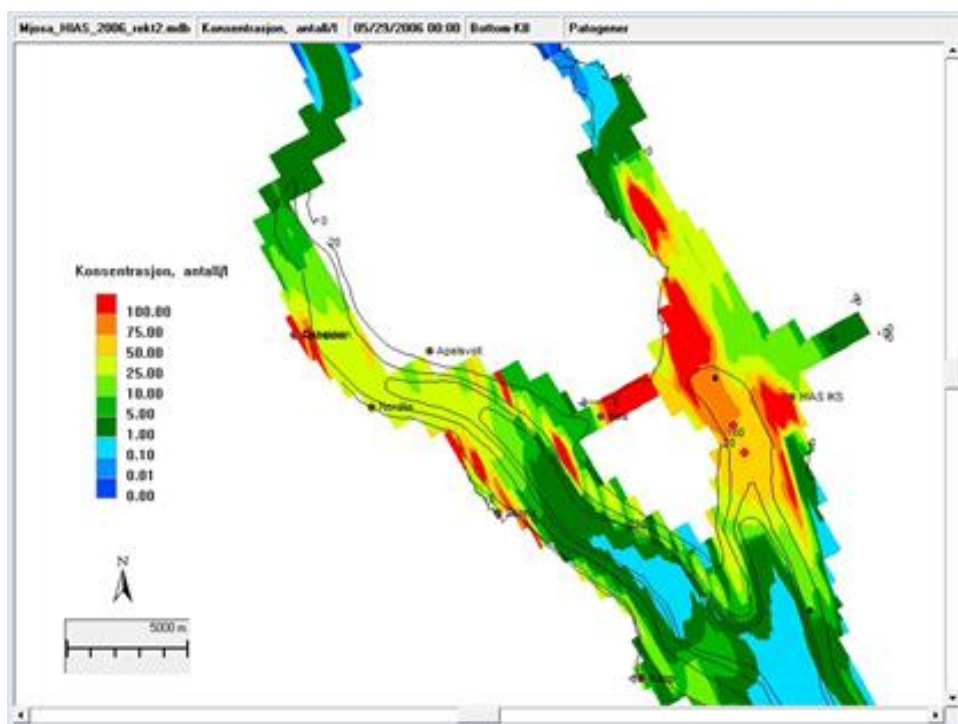 Mjosa_HIAS_2006_rekt2.mdb Konsentrasjon, antall/l 05/29/2006 00:00 Bottom-KB Patogener
Apelsvoll
HIAS IKS
Konsentrasjon, antall/l
100.00
75.00
50.00
25.00
10.00
5.00
1.00
0.10
0.01
0.00
N
5000 m